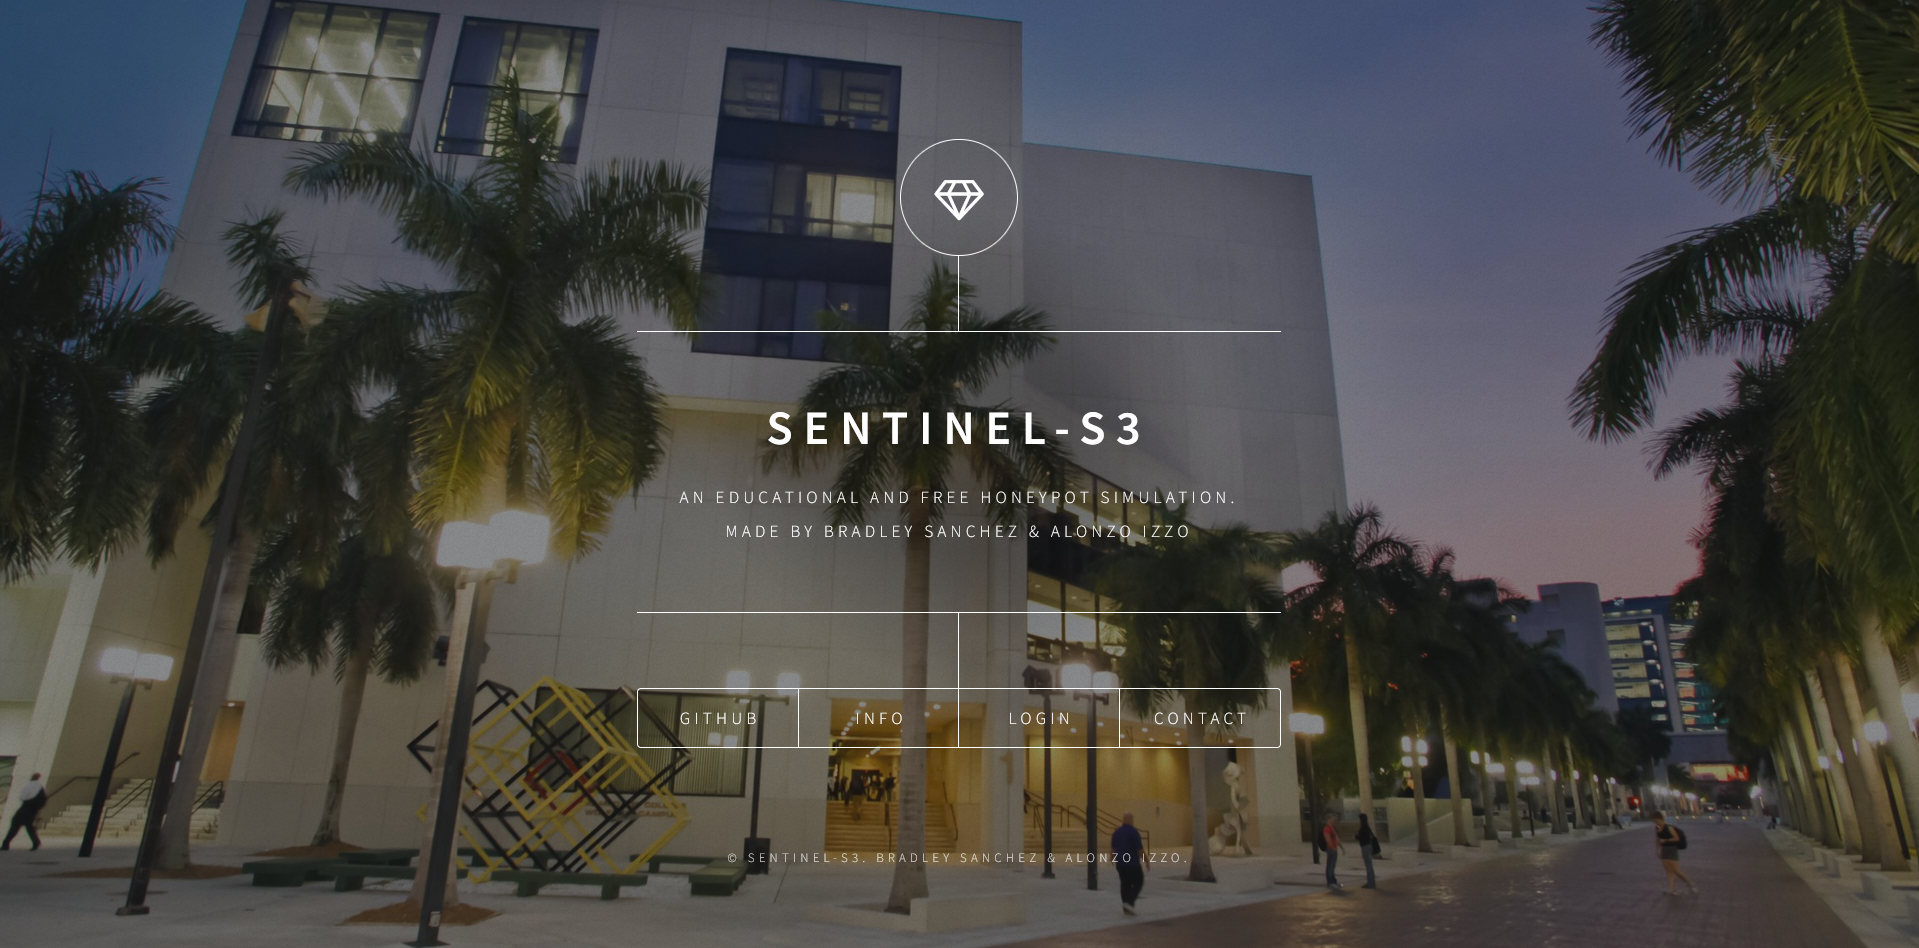 SENTINEL-S3
AN EDUCATIONAL AND FREE HONEYPOT SIMULATION.
MADE BY BRADLEY SANCHEZ & ALONZO IZZO
GITHUB
INFO
LOGIN
CONTACT
© SENTINEL-S3. BRADLEY SANCHEZ & ALONZO IZZO.